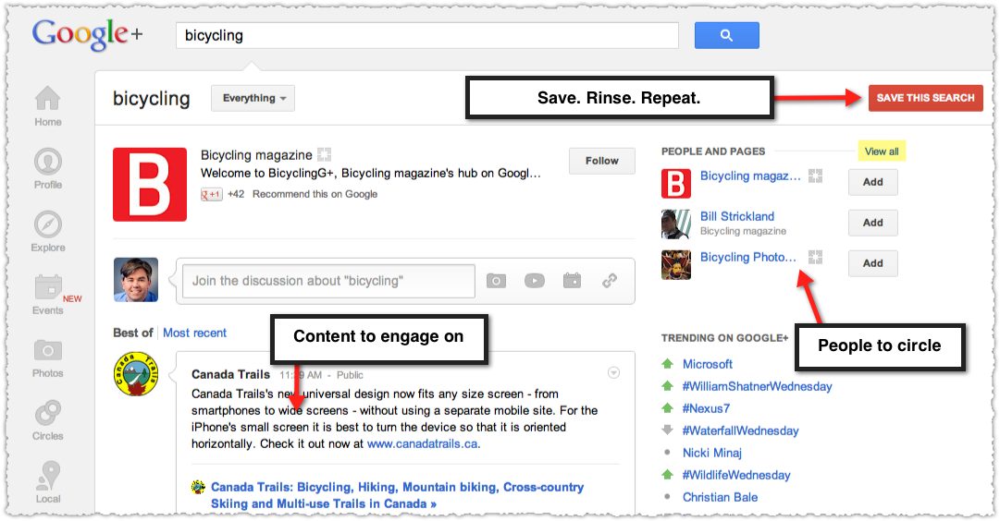 Google+
bicycling
bicycling
Everything
Save. Rinse. Repeat.
SAVE THIS SEARCH
Home
Profile
Explore
Events
NEW
Photos
Circles
Local
B
Bicycling magazine
Welcome to BicyclingG+, Bicycling magazine's hub on Googl…
+1 +42 Recommend this on Google
Follow
Join the discussion about "bicycling"
Best of Most recent
Content to engage on
Canada Trails
Canada Trails - Public
Canada Trails's universal design now fits any size screen - from
smartphones to wide screens - without using a separate mobile site. For the
iPhone's small screen it is best to turn the device so that it is oriented
horizontally. Check it out now at www.canadatrails.ca.
Canada Trails: Bicycling, Hiking, Mountain biking, Cross-country
Skiing and Multi-use Trails in Canada »
PEOPLE AND PAGES
View all
B
Bicycling magaz…
Add
Bill Strickland
Bicycling magazine
Add
Bicycling Photo…
Add
People to circle
TRENDING ON GOOGLE+
Microsoft
#WilliamShatnerWednesday
#Nexus7
#WaterfallWednesday
Nicki Minaj
#WildlifeWednesday
Christian Bale